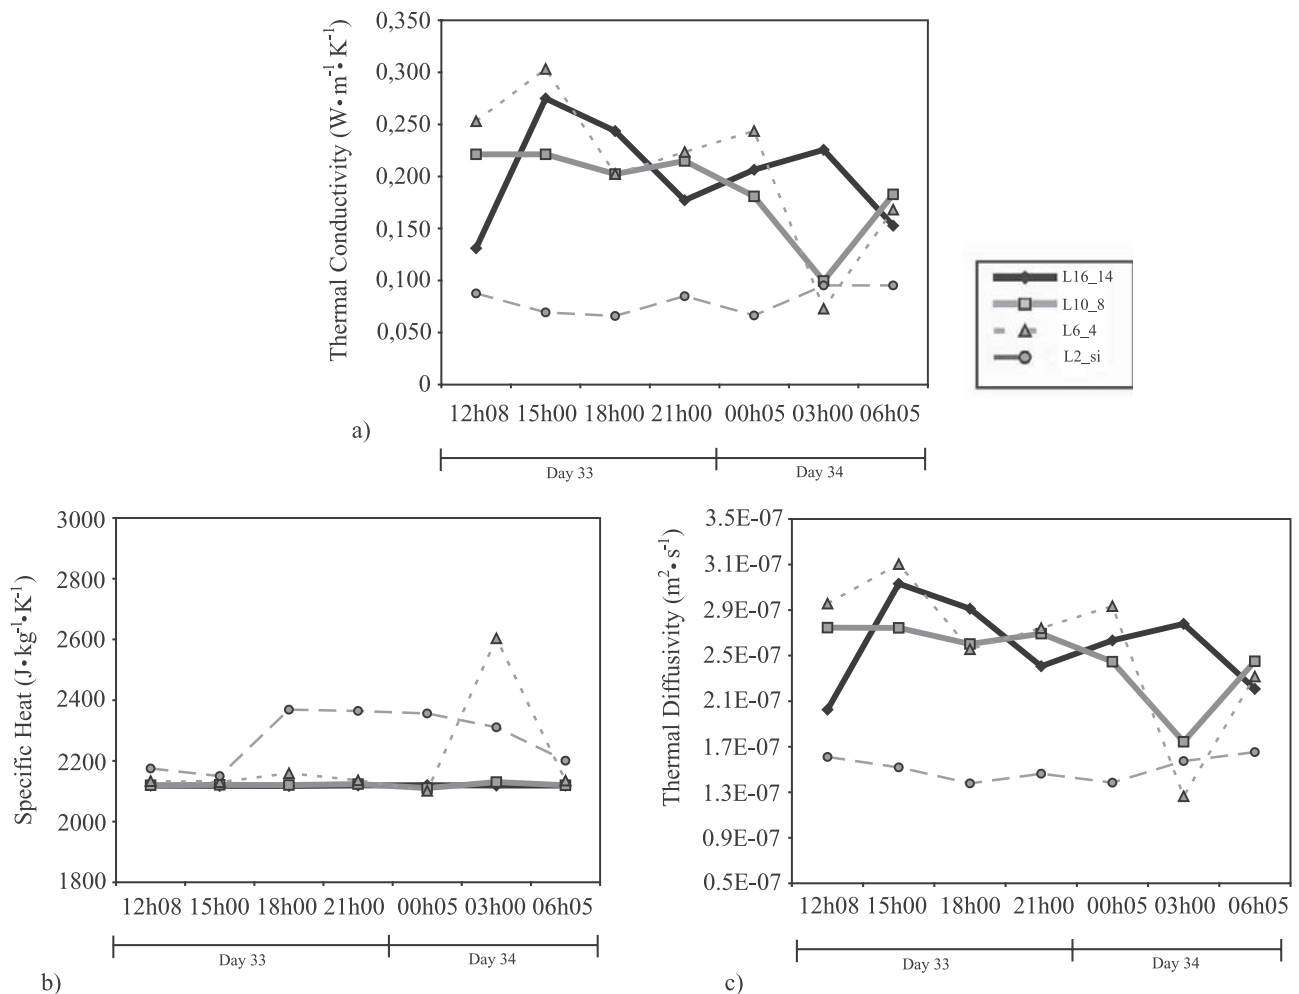 Thermal Conductivity (W•m⁻¹•K⁻¹)
0,350
0,300
0,250
0,200
0,150
0,100
0,050
0
12h08 15h00 18h00 21h00 00h05 03h00 06h05
a)
Day 33 Day 34
L16_14
L10_8
L6_4
L2_si
Specific Heat (J•kg⁻¹•K⁻¹)
3000
2800
2600
2400
2200
2000
1800
12h08 15h00 18h00 21h00 00h05 03h00 06h05
Day 33 Day 34
b)
Thermal Diffusivity (m²•s⁻¹)
3.5E-07
3.1E-07
2.9E-07
2.5E-07
2.1E-07
1.7E-07
1.3E-07
0.9E-07
0.5E-07
12h08 15h00 18h00 21h00 00h05 03h00 06h05
Day 33 Day 34
c)